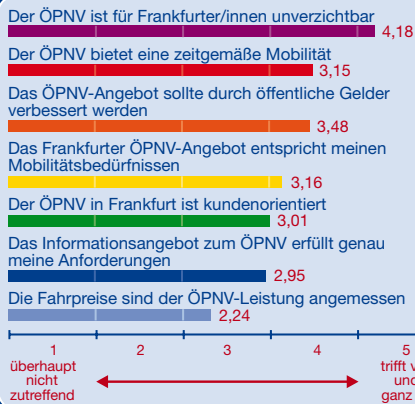 Der ÖPNV ist für Frankfurter/innen unverzichtbar
4,18
Der ÖPNV bietet eine zeitgemäße Mobilität
3,15
Das ÖPNV-Angebot sollte durch öffentliche Gelder
verbessert werden
3,48
Das Frankfurter ÖPNV-Angebot entspricht meinen
Mobilitätsbedürfnissen
3,16
Der ÖPNV in Frankfurt ist kundenorientiert
3,01
Das Informationsangebot zum ÖPNV erfüllt genau
meine Anforderungen
2,95
Die Fahrpreise sind der ÖPNV-Leistung angemessen
2,24
1 2 3 4 5
überhaupt trifft
nicht
zutreffend ganz